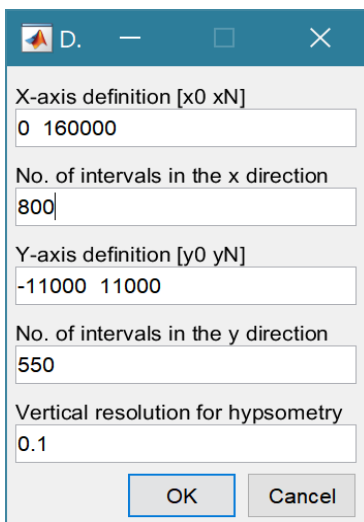 D.
X-axis definition [x0 xN]
0  160000
No. of intervals in the x direction
800
Y-axis definition [y0 yN]
-11000  11000
No. of intervals in the y direction
550
Vertical resolution for hypsometry
0.1
OK Cancel